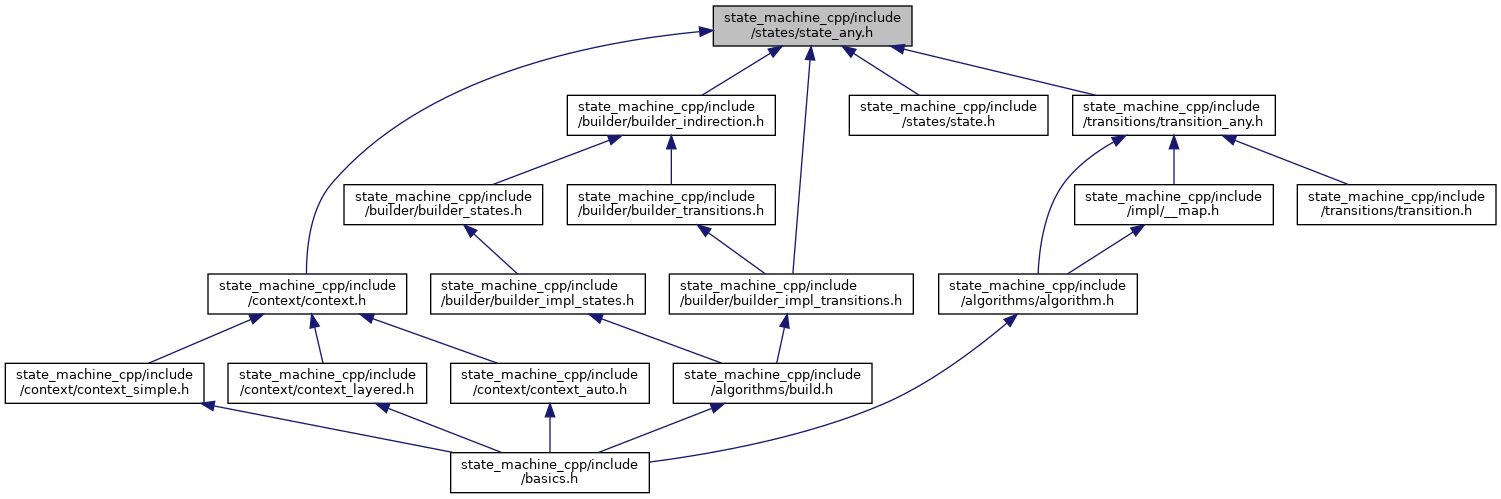 state_machine_cpp/include
/states/state_any.h
state_machine_cpp/include
/builder/builder_indirection.h
state_machine_cpp/include
/states/state.h
state_machine_cpp/include
/transitions/transition_any.h
state_machine_cpp/include
/builder/builder_states.h
state_machine_cpp/include
/builder/builder_transitions.h
state_machine_cpp/include
/impl/__map.h
state_machine_cpp/include
/transitions/transition.h
state_machine_cpp/include
/context/context.h
state_machine_cpp/include
/builder/builder_impl_states.h
state_machine_cpp/include
/builder/builder_impl_transitions.h
state_machine_cpp/include
/algorithms/algorithm.h
state_machine_cpp/include
/context/context_simple.h
state_machine_cpp/include
/context/context_layered.h
state_machine_cpp/include
/context/context_auto.h
state_machine_cpp/include
/algorithms/build.h
state_machine_cpp/include
/basics.h